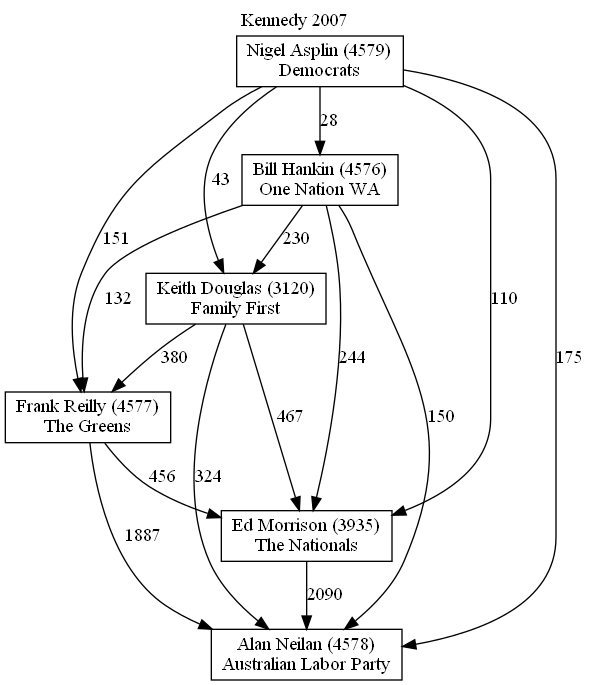 Kennedy 2007
Nigel Asplin (4579)
Democrats
28
Bill Hankin (4576)
One Nation WA
43
151
132
230
Keith Douglas (3120)
Family First
110
380
244
175
Frank Reilly (4577)
The Greens
467
150
456
324
Ed Morrison (3935)
The Nationals
1887
2090
Alan Neilan (4578)
Australian Labor Party